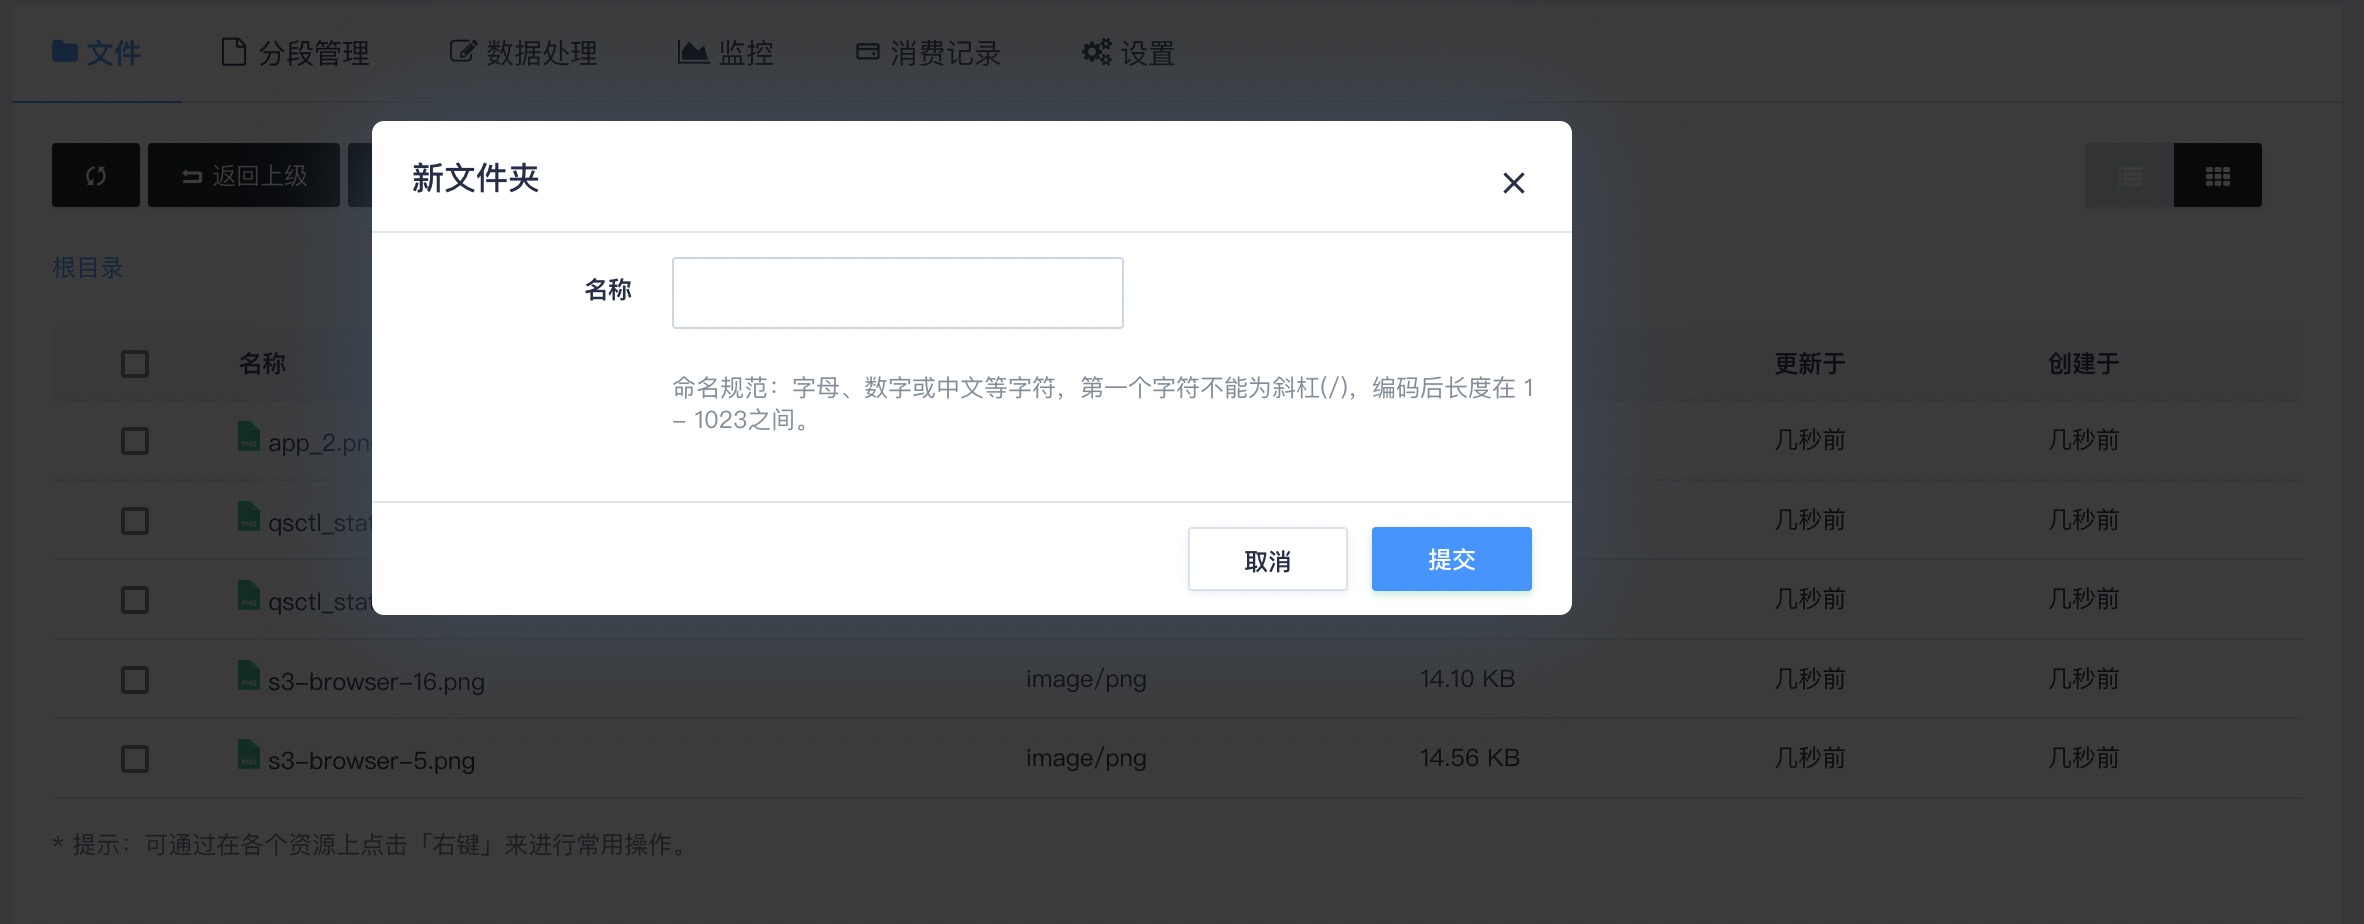 文件 分段管理 数据处理 监控 消费记录 设置
返回上级
新文件夹
根目录
名称
命名规范：字母、数字或中文等字符，第一个字符不能为斜杠(/)，编码后长度在 1
- 1023之间。
取消 提交
名称 更新于 创建于
app_2.pn 几秒前 几秒前
qsctl_stat 几秒前 几秒前
qsctl_stat 几秒前 几秒前
s3-browser-16.png image/png 14.10 KB 几秒前 几秒前
s3-browser-5.png image/png 14.56 KB 几秒前 几秒前
* 提示：可通过在各个资源上点击「右键」来进行常用操作。